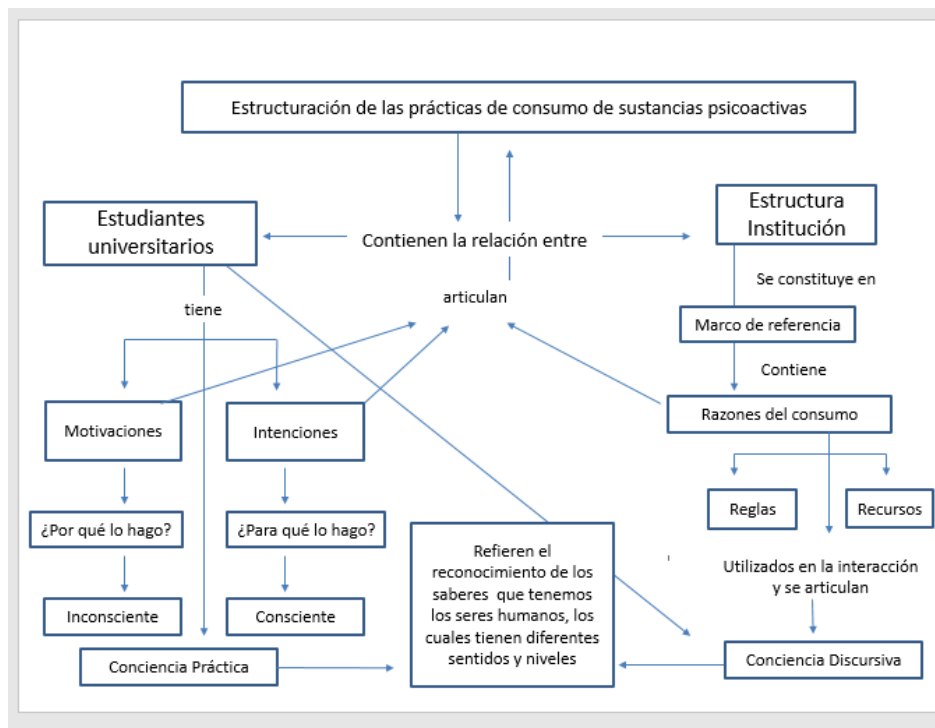 Estructuración de las prácticas de consumo de sustancias psicoactivas
Estudiantes
universitarios
Contienen la relación entre
Estructura
Institución
Se constituye en
articulan
tiene
Marco de referencia
Contiene
Motivaciones
Intenciones
Razones del consumo
Reglas
Recursos
¿Por qué lo hago?
¿Para qué lo hago?
Refieren el
reconocimiento de los
saberes que tenemos
los seres humanos, los
cuales tienen diferentes
sentidos y niveles
Utilizados en la interacción
y se articulan
Inconsciente
Consciente
Conciencia Práctica
Conciencia Discursiva